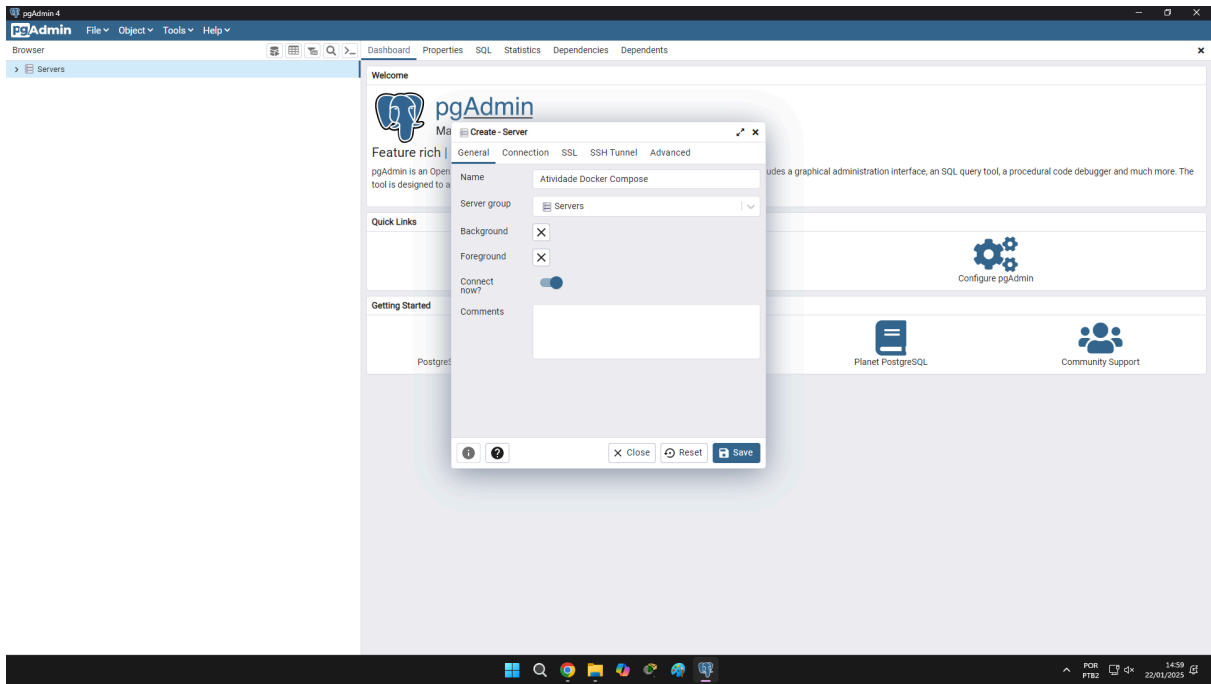 pgAdmin 4
pgAdmin File Object Tools Help
Browser
Dashboard Properties SQL Statistics Dependencies Dependents
Servers
Welcome
pgAdmin
Ma
Feature rich |
pgAdmin is an Open
udes a graphical administration interface, an SQL query tool, a procedural code debugger and much more. The
tool is designed to a
Quick Links
Configure pgAdmin
Getting Started
Planet PostgreSQL
Community Support
Create - Server
General Connection SSL SSH Tunnel Advanced
Name Atividade Docker Compose
Server group Servers
Background
Foreground
Connect
now?
Comments
Close Reset Save
POR
PTB2
14:59
22/01/2025